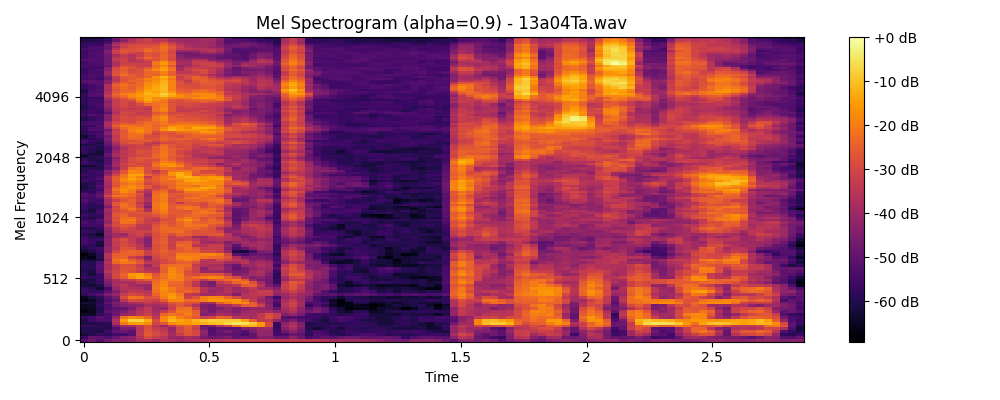 Mel Spectrogram (alpha=0.9) - 13a04Ta.wav
Mel Frequency
4096
2048
1024
512
0
0
0.5
1
1.5
2
2.5
Time
+0 dB
-10 dB
-20 dB
-30 dB
-40 dB
-50 dB
-60 dB